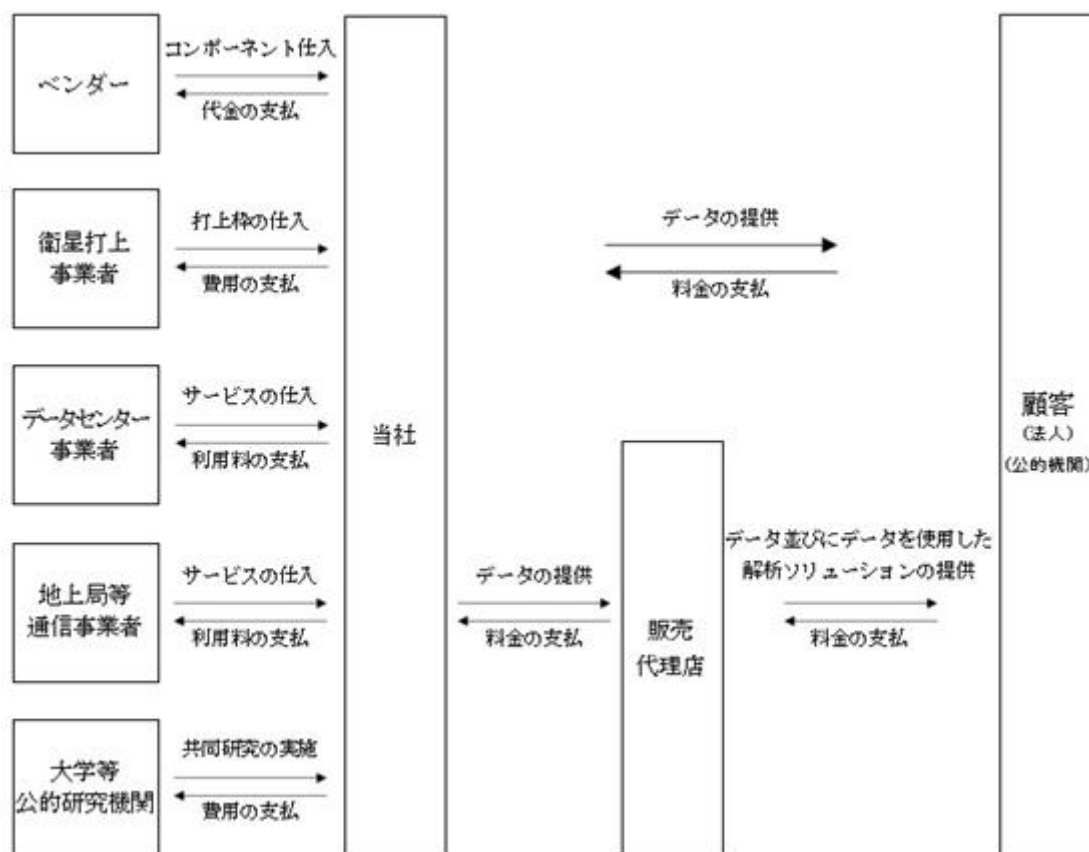 コンポーネント仕入
ベンダー
代金の支払
打上枠の仕入
衛星打上
事業者
費用の支払
データの提供
料金の支払
サービスの仕入
データセンター
事業者
利用料の支払
当社
顧客
(法人)
(公的機関)
サービスの仕入
地上局等
通信事業者
利用料の支払
データの提供
料金の支払
販売
代理店
データ並びにデータを使用した
解析ソリューションの提供
料金の支払
共同研究の実施
大学等
公的研究機関
費用の支払